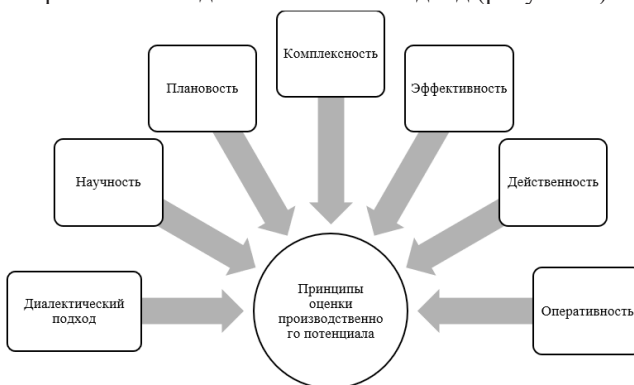 Комплексность
Плановость
Эффективность
Научность
Действенность
Диалектический
подход
Принципы
оценки
производственно
го потенциала
Оперативность